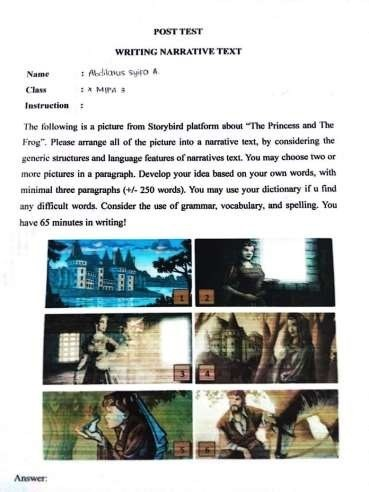 POST TEST
WRITING NARRATIVE TEXT
Name :
Class : X MIPA 3
Instruction :
The following is a picture from Storybird platform about "The Princess and The
Frog". Please arrange all of the picture into a narrative text, by considering the
generic structures and language features of narratives text. You may choose two or
more pictures in a paragraph. Develop your idea based on your own words, with
minimal three paragraphs (+/- 250 words). You may use your dictionary if u find
any difficult words. Consider the use of grammar, vocabulary, and spelling. You
have 65 minutes in writing!
1 2
3 4
5 6
Answer: